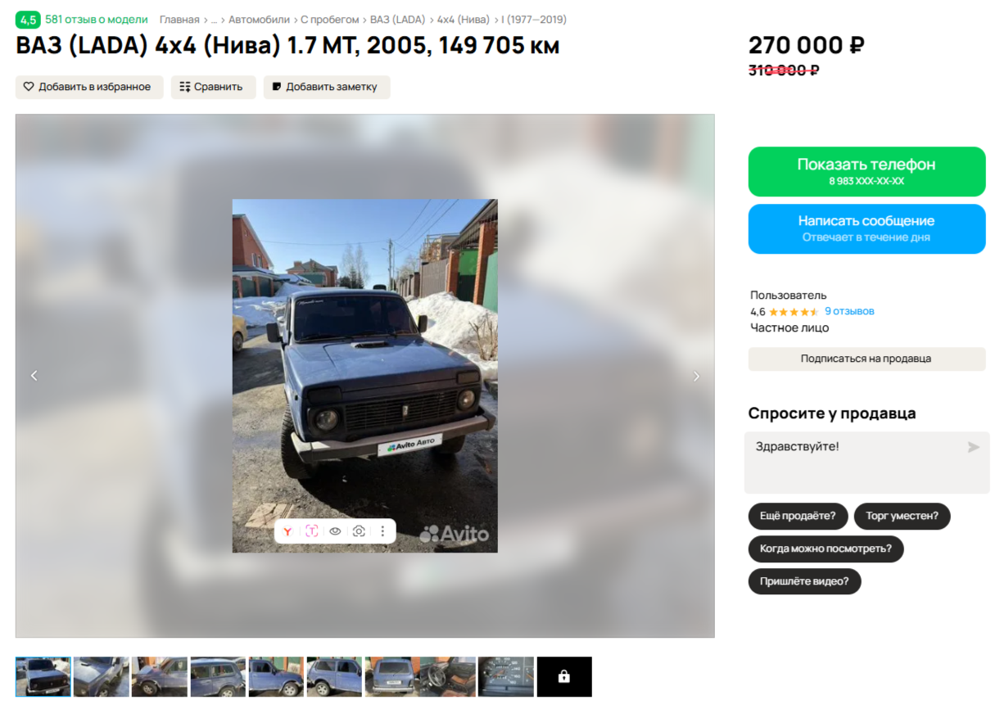 4,5 581 отзыв о модели Главная › ... › Автомобили › С пробегом › ВАЗ (LADA) › 4x4 (Нива) › I (1977—2019)
ВАЗ (LADA) 4x4 (Нива) 1.7 MT, 2005, 149 705 км
270 000 ₽
310 000 ₽
Добавить в избранное
Сравнить
Добавить заметку
Показать телефон
8 983 XXX-XX-XX
Написать сообщение
Отвечает в течение дня
Пользователь
4,6 9 отзывов
Частное лицо
Подписаться на продавца
Спросите у продавца
Здравствуйте!
Ещё продаёте?
Торг уместен?
Когда можно посмотреть?
Пришлёте видео?
Avito Авто
Avito